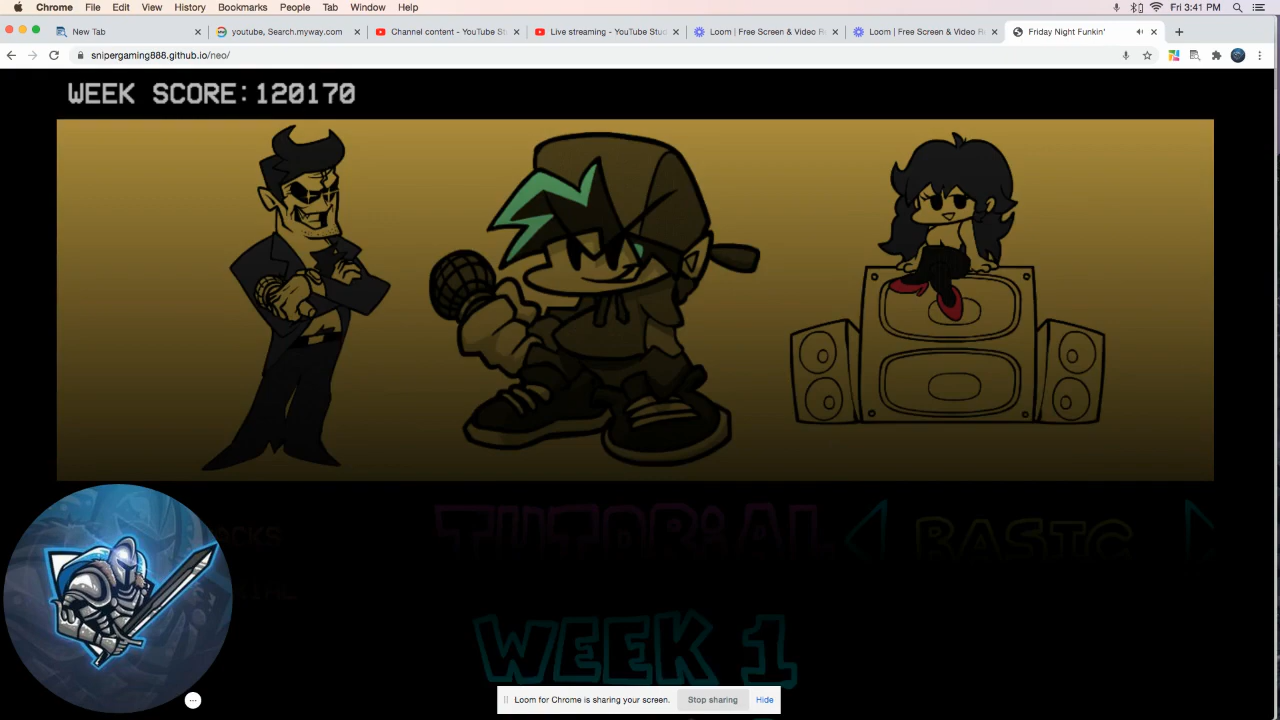 Chrome File Edit View History Bookmarks People Tab Window Help Fri 3:41 PM
New Tab youtube, Search.myway.com Channel content - YouTube St Live streaming - YouTube Stu Loom | Free Screen & Video R Loom | Free Screen & Video R Friday Night Funkin'
snipergaming888.github.io/neo/
WEEK SCORE:120170
TUTORIAL BASIC
WEEK 1
Loom for Chrome is sharing your screen. Stop sharing Hide